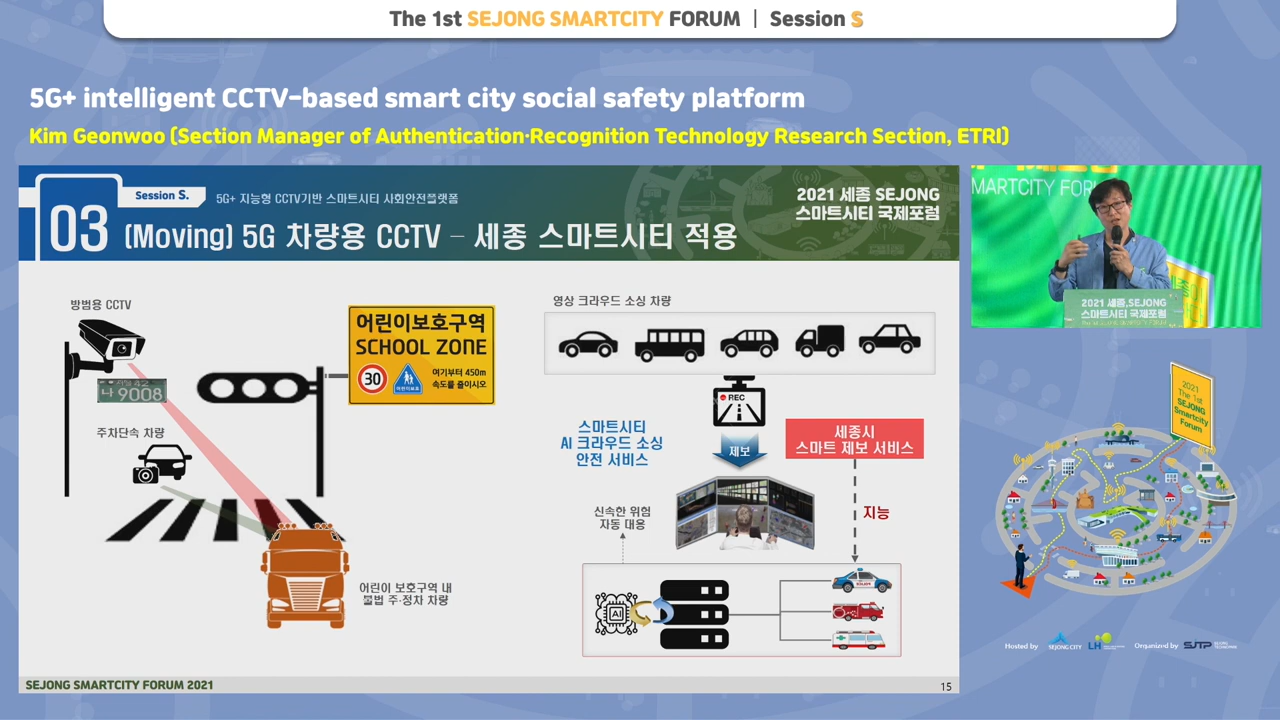 The 1st SEJONG SMARTCITY FORUM | Session S
5G+ intelligent CCTV-based smart city social safety platform
Kim Geonwoo (Section Manager of Authentication·Recognition Technology Research Section, ETRI)
Session S.
5G+ 지능형 CCTV기반 스마트시티 사회안전플랫폼
2021 세종 SEJONG
스마트시티 국제포럼
03
(Moving) 5G 차량용 CCTV – 세종 스마트시티 적용
방범용 CCTV
나 9008
주차단속 차량
어린이보호구역
SCHOOL ZONE
30
어린이보호
여기부터 450m
속도를 줄이시오
어린이 보호구역 내
불법 주·정차 차량
영상 크라우드 소싱 차량
REC
스마트시티
AI 크라우드 소싱
안전 서비스
제보
세종시
스마트 제보 서비스
지능
신속한 위험
자동 대응
AI
SEJONG SMARTCITY FORUM 2021
15
MARTCITY FORU
2021 세종,SEJONG
스마트시티 국제포럼
2021
The 1st
SEJONG
Smartcity
Forum
Hosted by
SEJONG CITY
LH
Organized by
SJTP